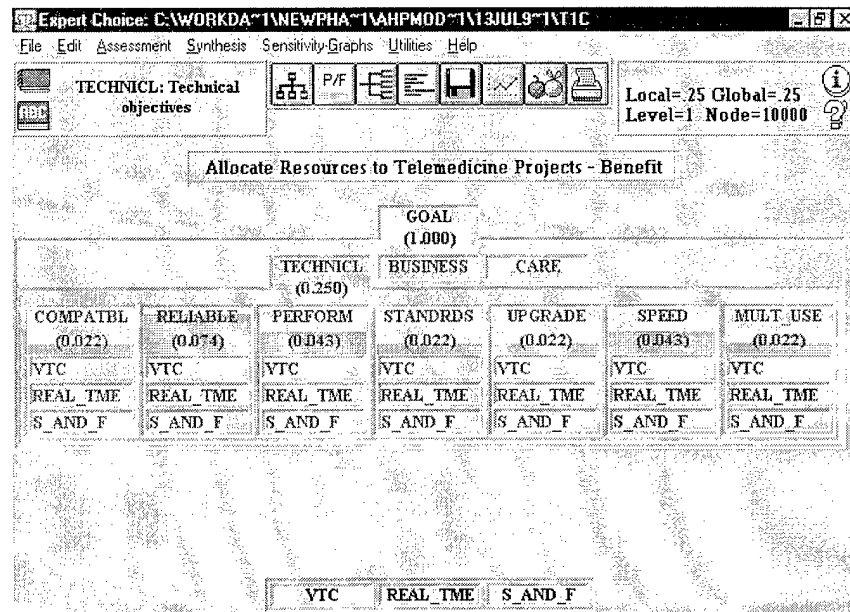 Expert Choice: C:\WORKDA~1\NEWPHA~1\AHPMOD~1\13JUL9~1\T1C
File Edit Assessment Synthesis Sensitivity-Graphs Utilities Help
TECHNICL: Technical objectives
P/F
Local=.25 Global=.25
Level=1 Node=10000
ABC
Allocate Resources to Telemedicine Projects - Benefit
GOAL
(1.000)
TECHNICL BUSINESS CARE
(0.250)
COMPATBL RELIABLE PERFORM STANDRDS UPGRADE SPEED MULT_USE
(0.022) (0.074) (0.043) (0.022) (0.022) (0.043) (0.022)
VTC VTC VTC VTC VTC VTC VTC
REAL_TME REAL_TME REAL_TME REAL_TME REAL_TME REAL_TME REAL_TME
S_AND_F S_AND_F S_AND_F S_AND_F S_AND_F S_AND_F S_AND_F
VTC REAL_TME S_AND_F